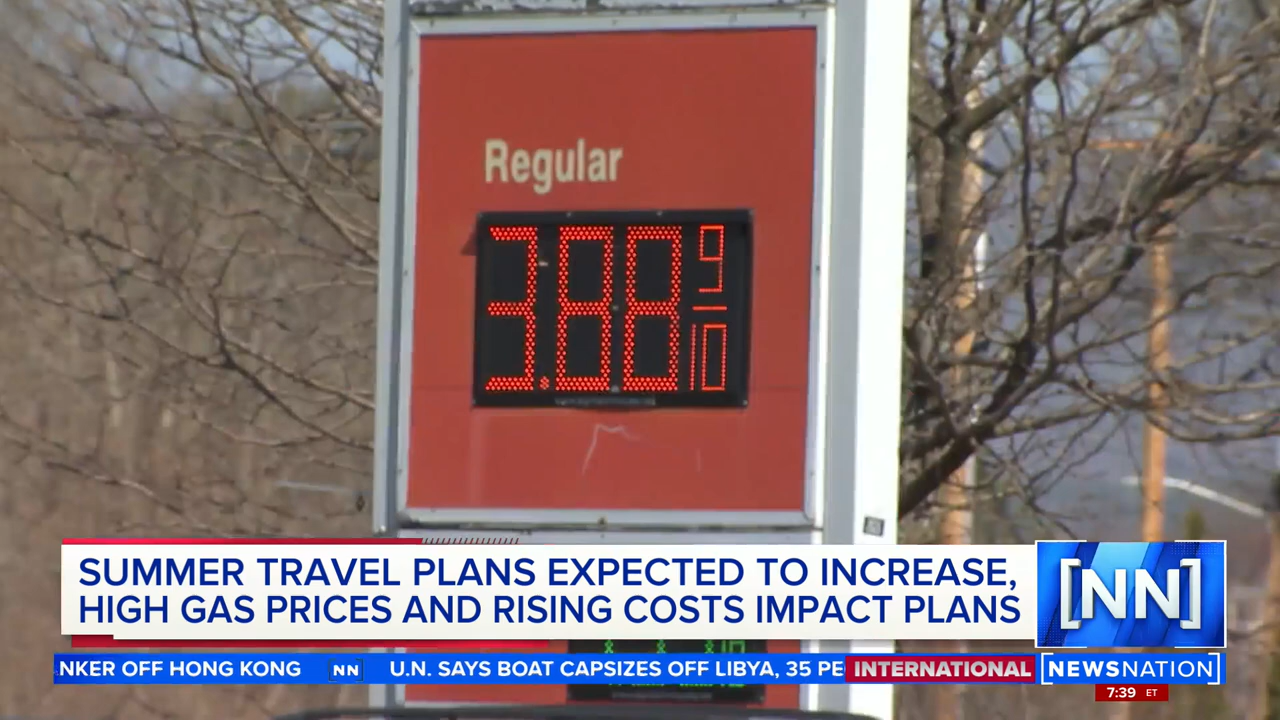 Regular
3.88 9/10
SUMMER TRAVEL PLANS EXPECTED TO INCREASE,
HIGH GAS PRICES AND RISING COSTS IMPACT PLANS
[NN]
NKER OFF HONG KONG NN U.N. SAYS BOAT CAPSIZES OFF LIBYA, 35 PE INTERNATIONAL NEWSNATION
7:39 ET